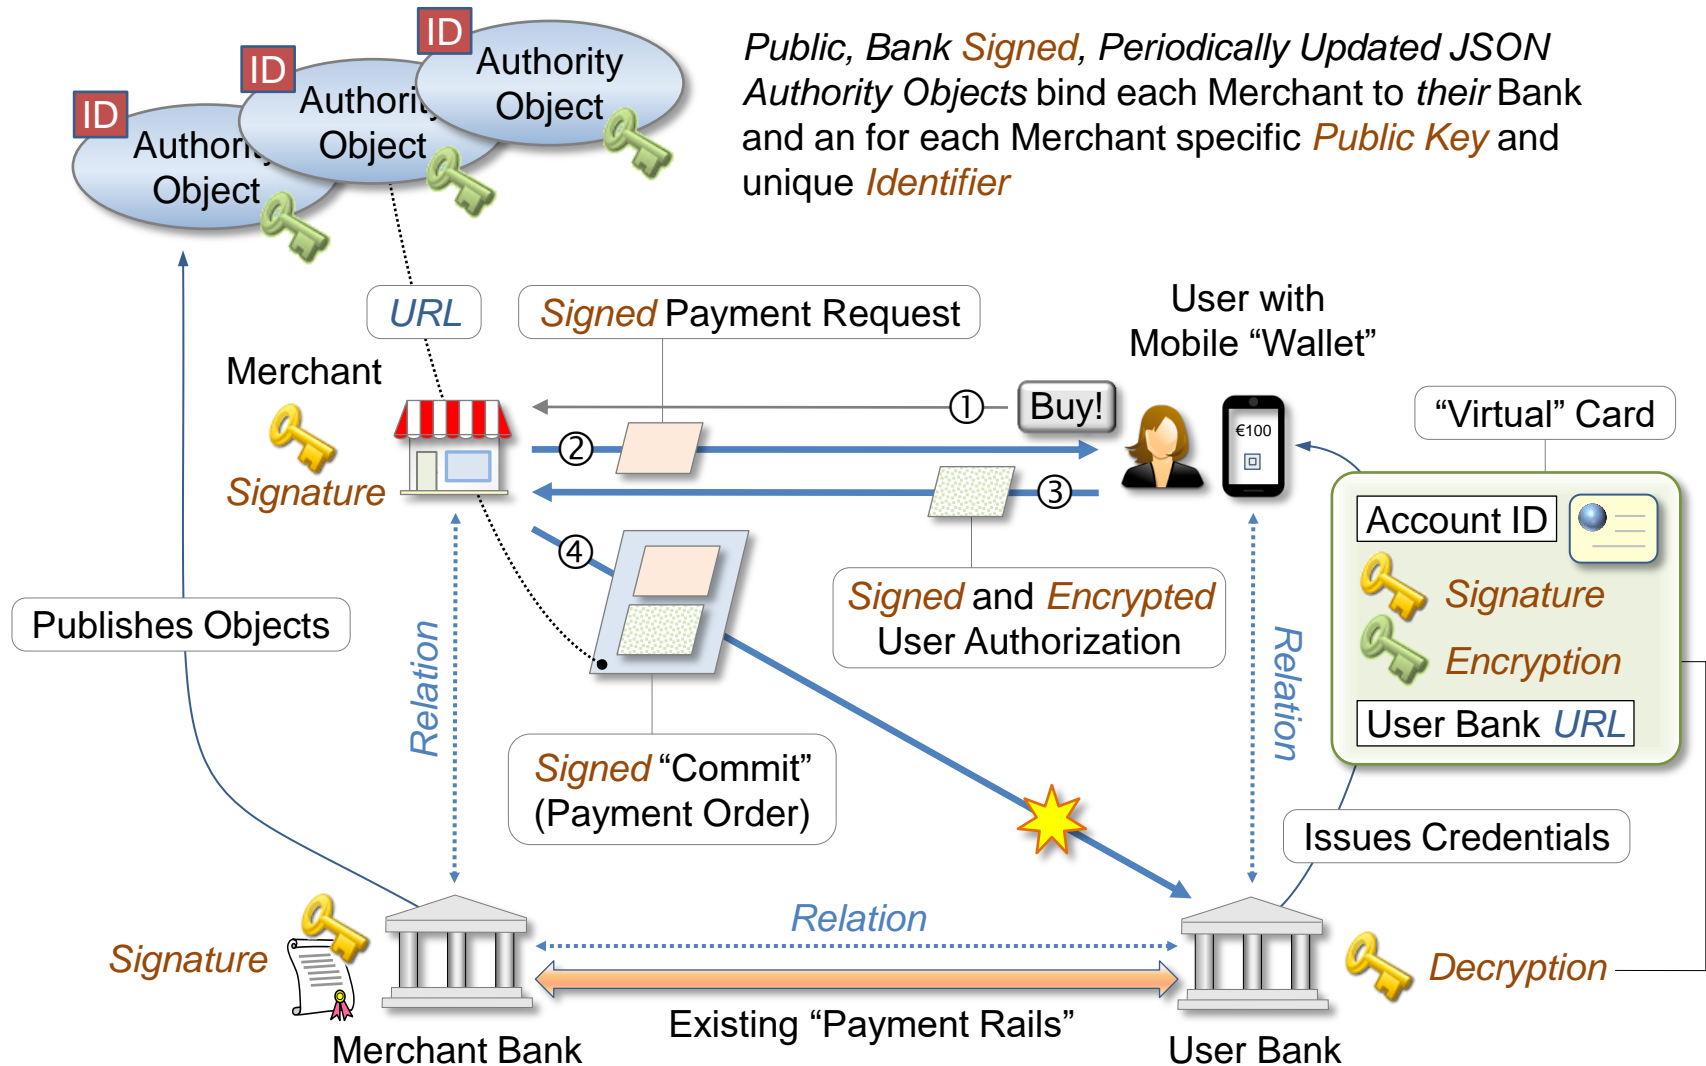 ID
Authority
Object
ID
Authority
Object
ID
Authority
Object
Public, Bank Signed, Periodically Updated JSON
Authority Objects bind each Merchant to their Bank
and an for each Merchant specific Public Key and
unique Identifier
URL
Signed Payment Request
User with
Mobile “Wallet”
Merchant
Signature
①
Buy!
②
③
④
€100
“Virtual” Card
Account ID
Signature
Encryption
User Bank URL
Signed and Encrypted
User Authorization
Publishes Objects
Relation
Relation
Signed “Commit”
(Payment Order)
Issues Credentials
Relation
Signature
Decryption
Existing “Payment Rails”
Merchant Bank
User Bank